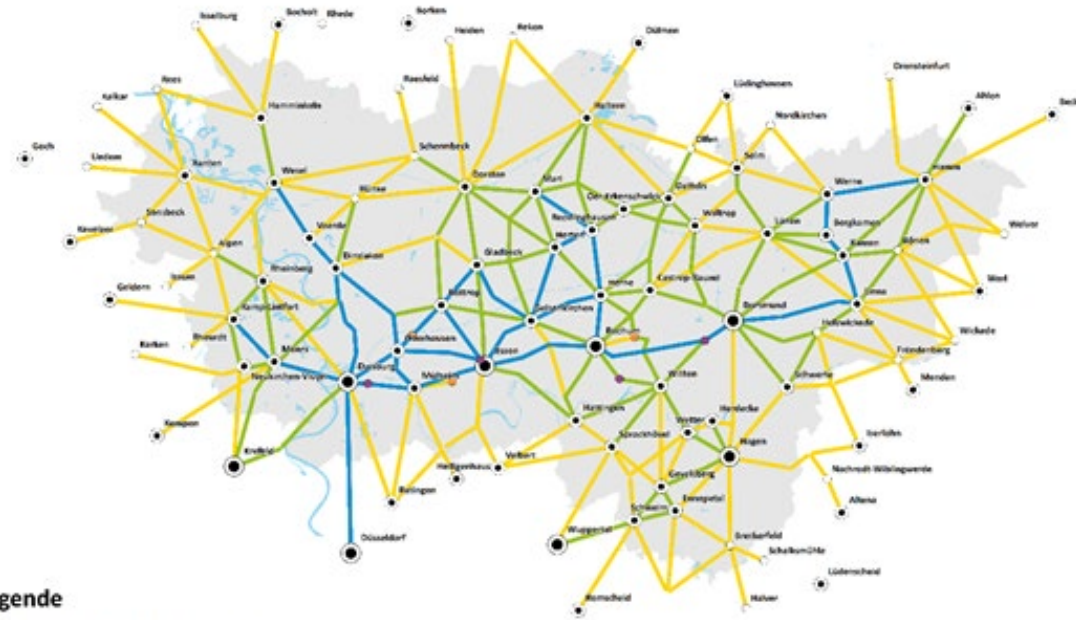 Isselburg
Bocholt
Rhede
Borken
Heiden
Reken
Dülmen
Drensteinfurt
Ahlen
Rees
Kalkar
Raesfeld
Lüdinghausen
Nordkirchen
Hamminkeln
Haltern
Goch
Uedem
Xanten
Wesel
Schermbeck
Hünxe
Dorsten
Marl
Olfen
Selm
Datteln
Werne
Hamm
Sonsbeck
Kevelaer
Alpen
Voerde
Dinslaken
Recklinghausen
Herten
Waltrop
Lünen
Bergkamen
Kamen
Bönen
Welver
Issum
Geldern
Rheinberg
Gladbeck
Bottrop
Gelsenkirchen
Herne
Castrop-Rauxel
Dortmund
Unna
Werl
Kamp-Lintfort
Rheurdt
Kerken
Moers
Neukirchen-Vluyn
Duisburg
Oberhausen
Mülheim
Essen
Bochum
Holzwickede
Wickede
Fröndenberg
Menden
Kempen
Krefeld
Witten
Schwerte
Hattingen
Wetter
Herdecke
Hagen
Sprockhövel
Iserlohn
Ratingen
Heiligenhaus
Velbert
Gevelsberg
Ennepetal
Schwelm
Nachrodt-Wiblingwerde
Altena
Düsseldorf
Wuppertal
Breckerfeld
Schalksmühle
Lüdenscheid
Remscheid
Halver
gende